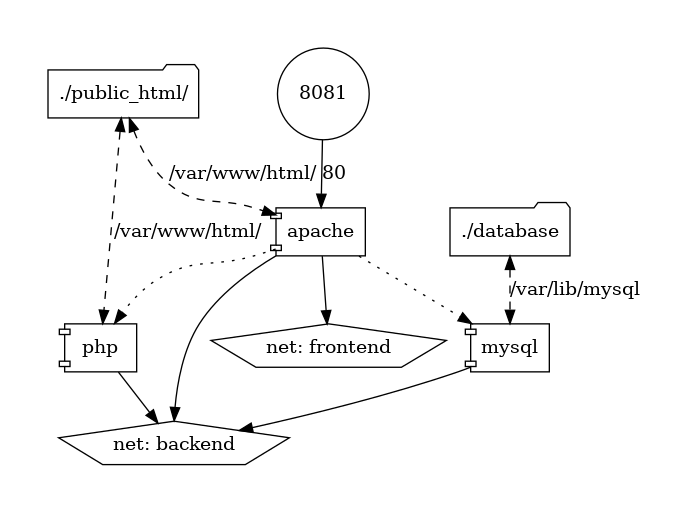 ./public_html/
8081
/var/www/html/
80
/var/www/html/
apache
./database
/var/lib/mysql
php
net: frontend
mysql
net: backend